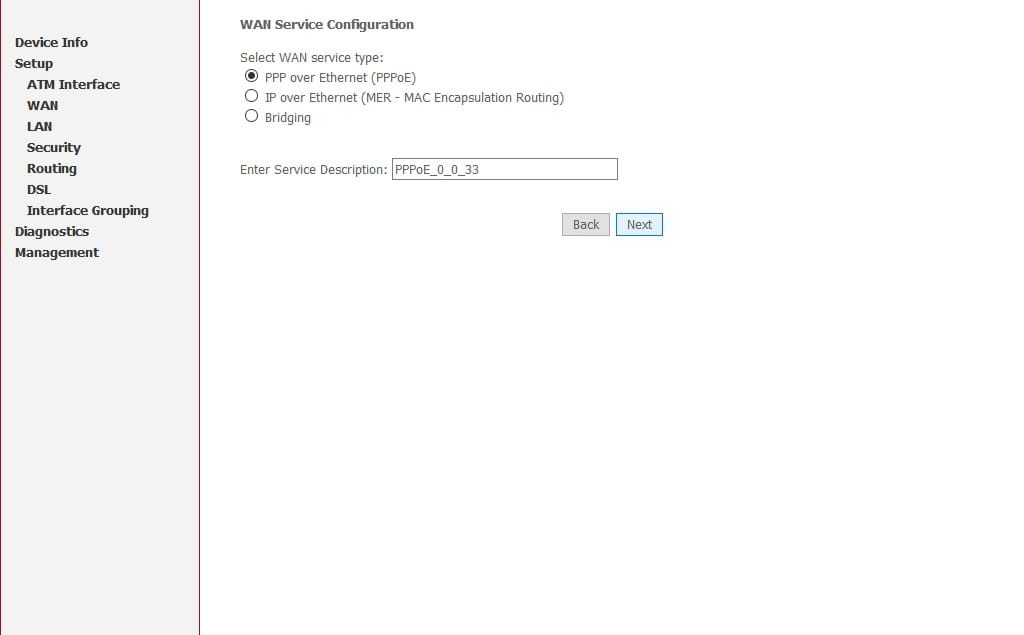 Device Info
Setup
ATM Interface
WAN
LAN
Security
Routing
DSL
Interface Grouping
Diagnostics
Management
WAN Service Configuration
Select WAN service type:
PPP over Ethernet (PPPoE)
IP over Ethernet (MER - MAC Encapsulation Routing)
Bridging
Enter Service Description: PPPoE_0_0_33
Back Next